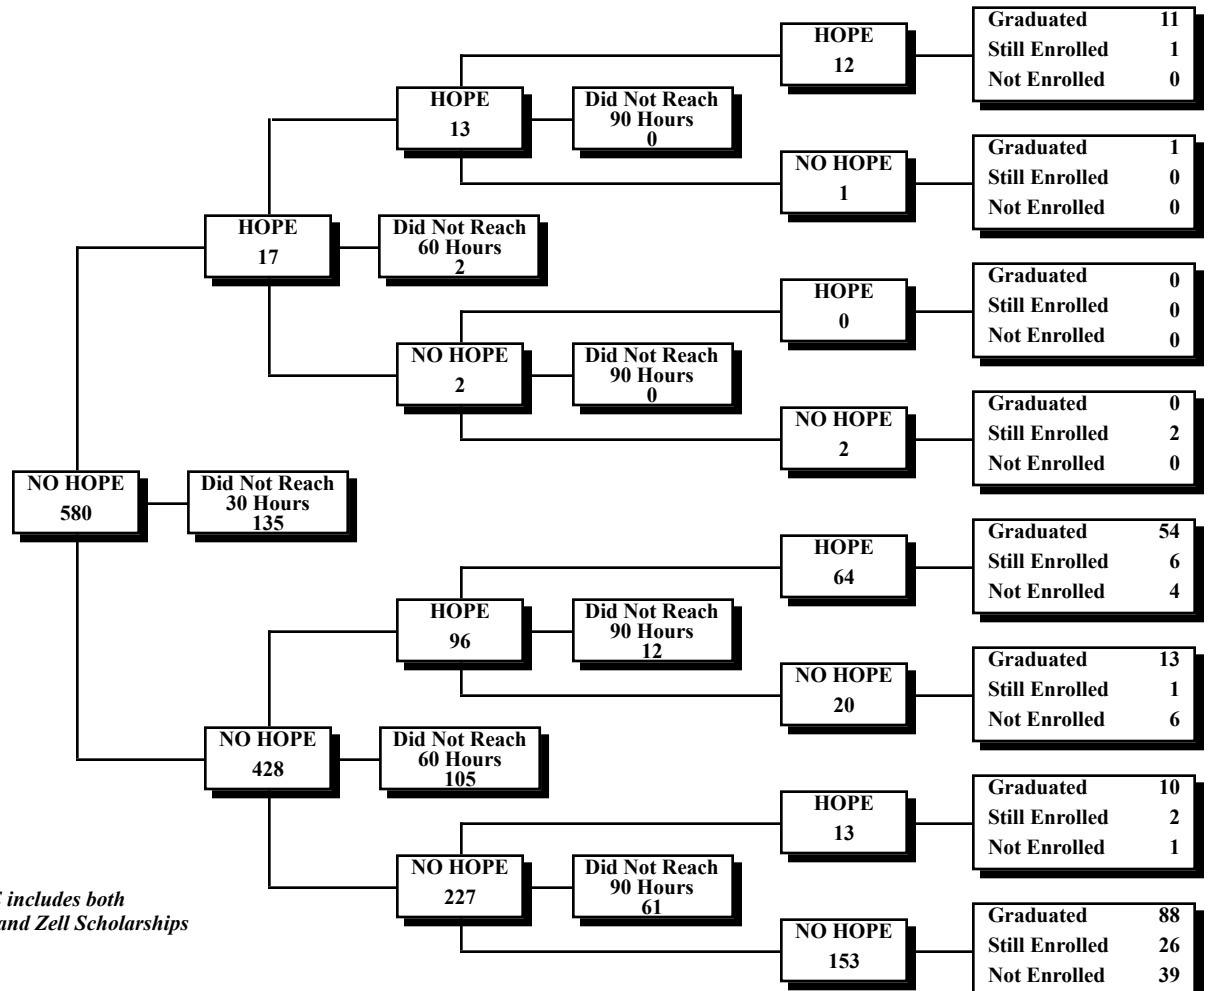 HOPE
12
Graduated 11
Still Enrolled 1
Not Enrolled 0
HOPE
13
Did Not Reach
90 Hours
0
NO HOPE
1
Graduated 1
Still Enrolled 0
Not Enrolled 0
HOPE
17
Did Not Reach
60 Hours
2
HOPE
0
Graduated 0
Still Enrolled 0
Not Enrolled 0
NO HOPE
2
Did Not Reach
90 Hours
0
NO HOPE
2
Graduated 0
Still Enrolled 2
Not Enrolled 0
NO HOPE
580
Did Not Reach
30 Hours
135
HOPE
64
Graduated 54
Still Enrolled 6
Not Enrolled 4
HOPE
96
Did Not Reach
90 Hours
12
NO HOPE
20
Graduated 13
Still Enrolled 1
Not Enrolled 6
NO HOPE
428
Did Not Reach
60 Hours
105
HOPE
13
Graduated 10
Still Enrolled 2
Not Enrolled 1
NO HOPE
227
Did Not Reach
90 Hours
61
includes both
and Zell Scholarships
NO HOPE
153
Graduated 88
Still Enrolled 26
Not Enrolled 39